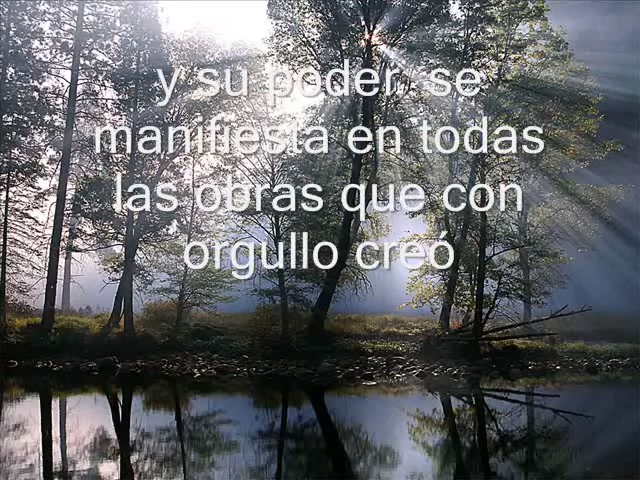 y su poder  se
manifiesta en todas
las obras que con
orgullo creó